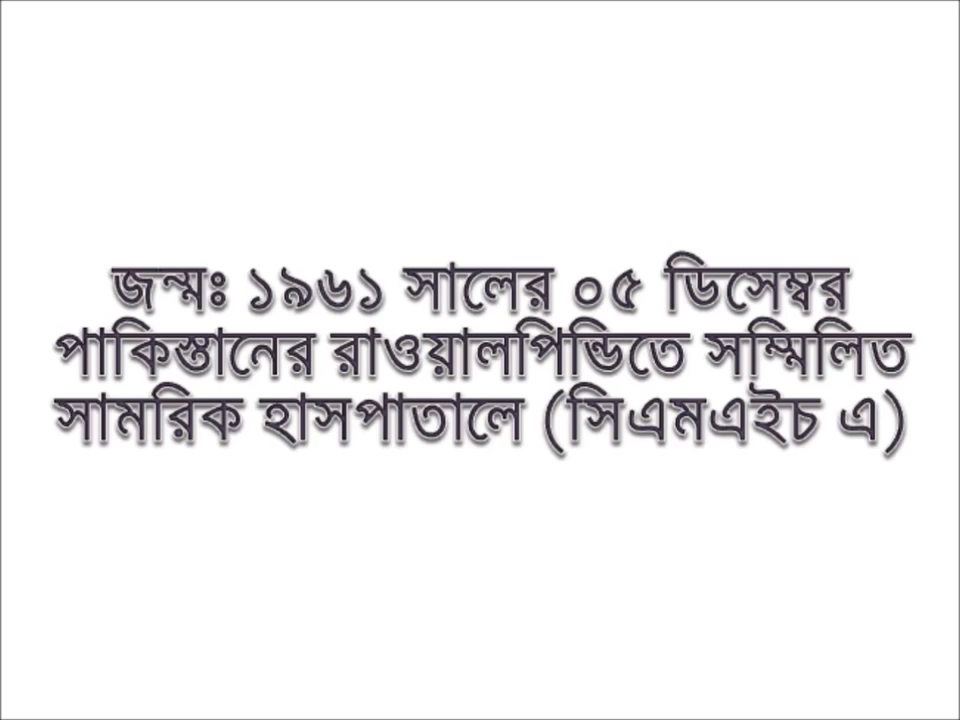 জন্মঃ ১৯৬১ সালের ০৫ ডিসেম্বর
পাকিস্তানের রাওয়ালপিন্ডিতে সম্মিলিত
সামরিক হাসপাতালে (সিএমএইচ এ)